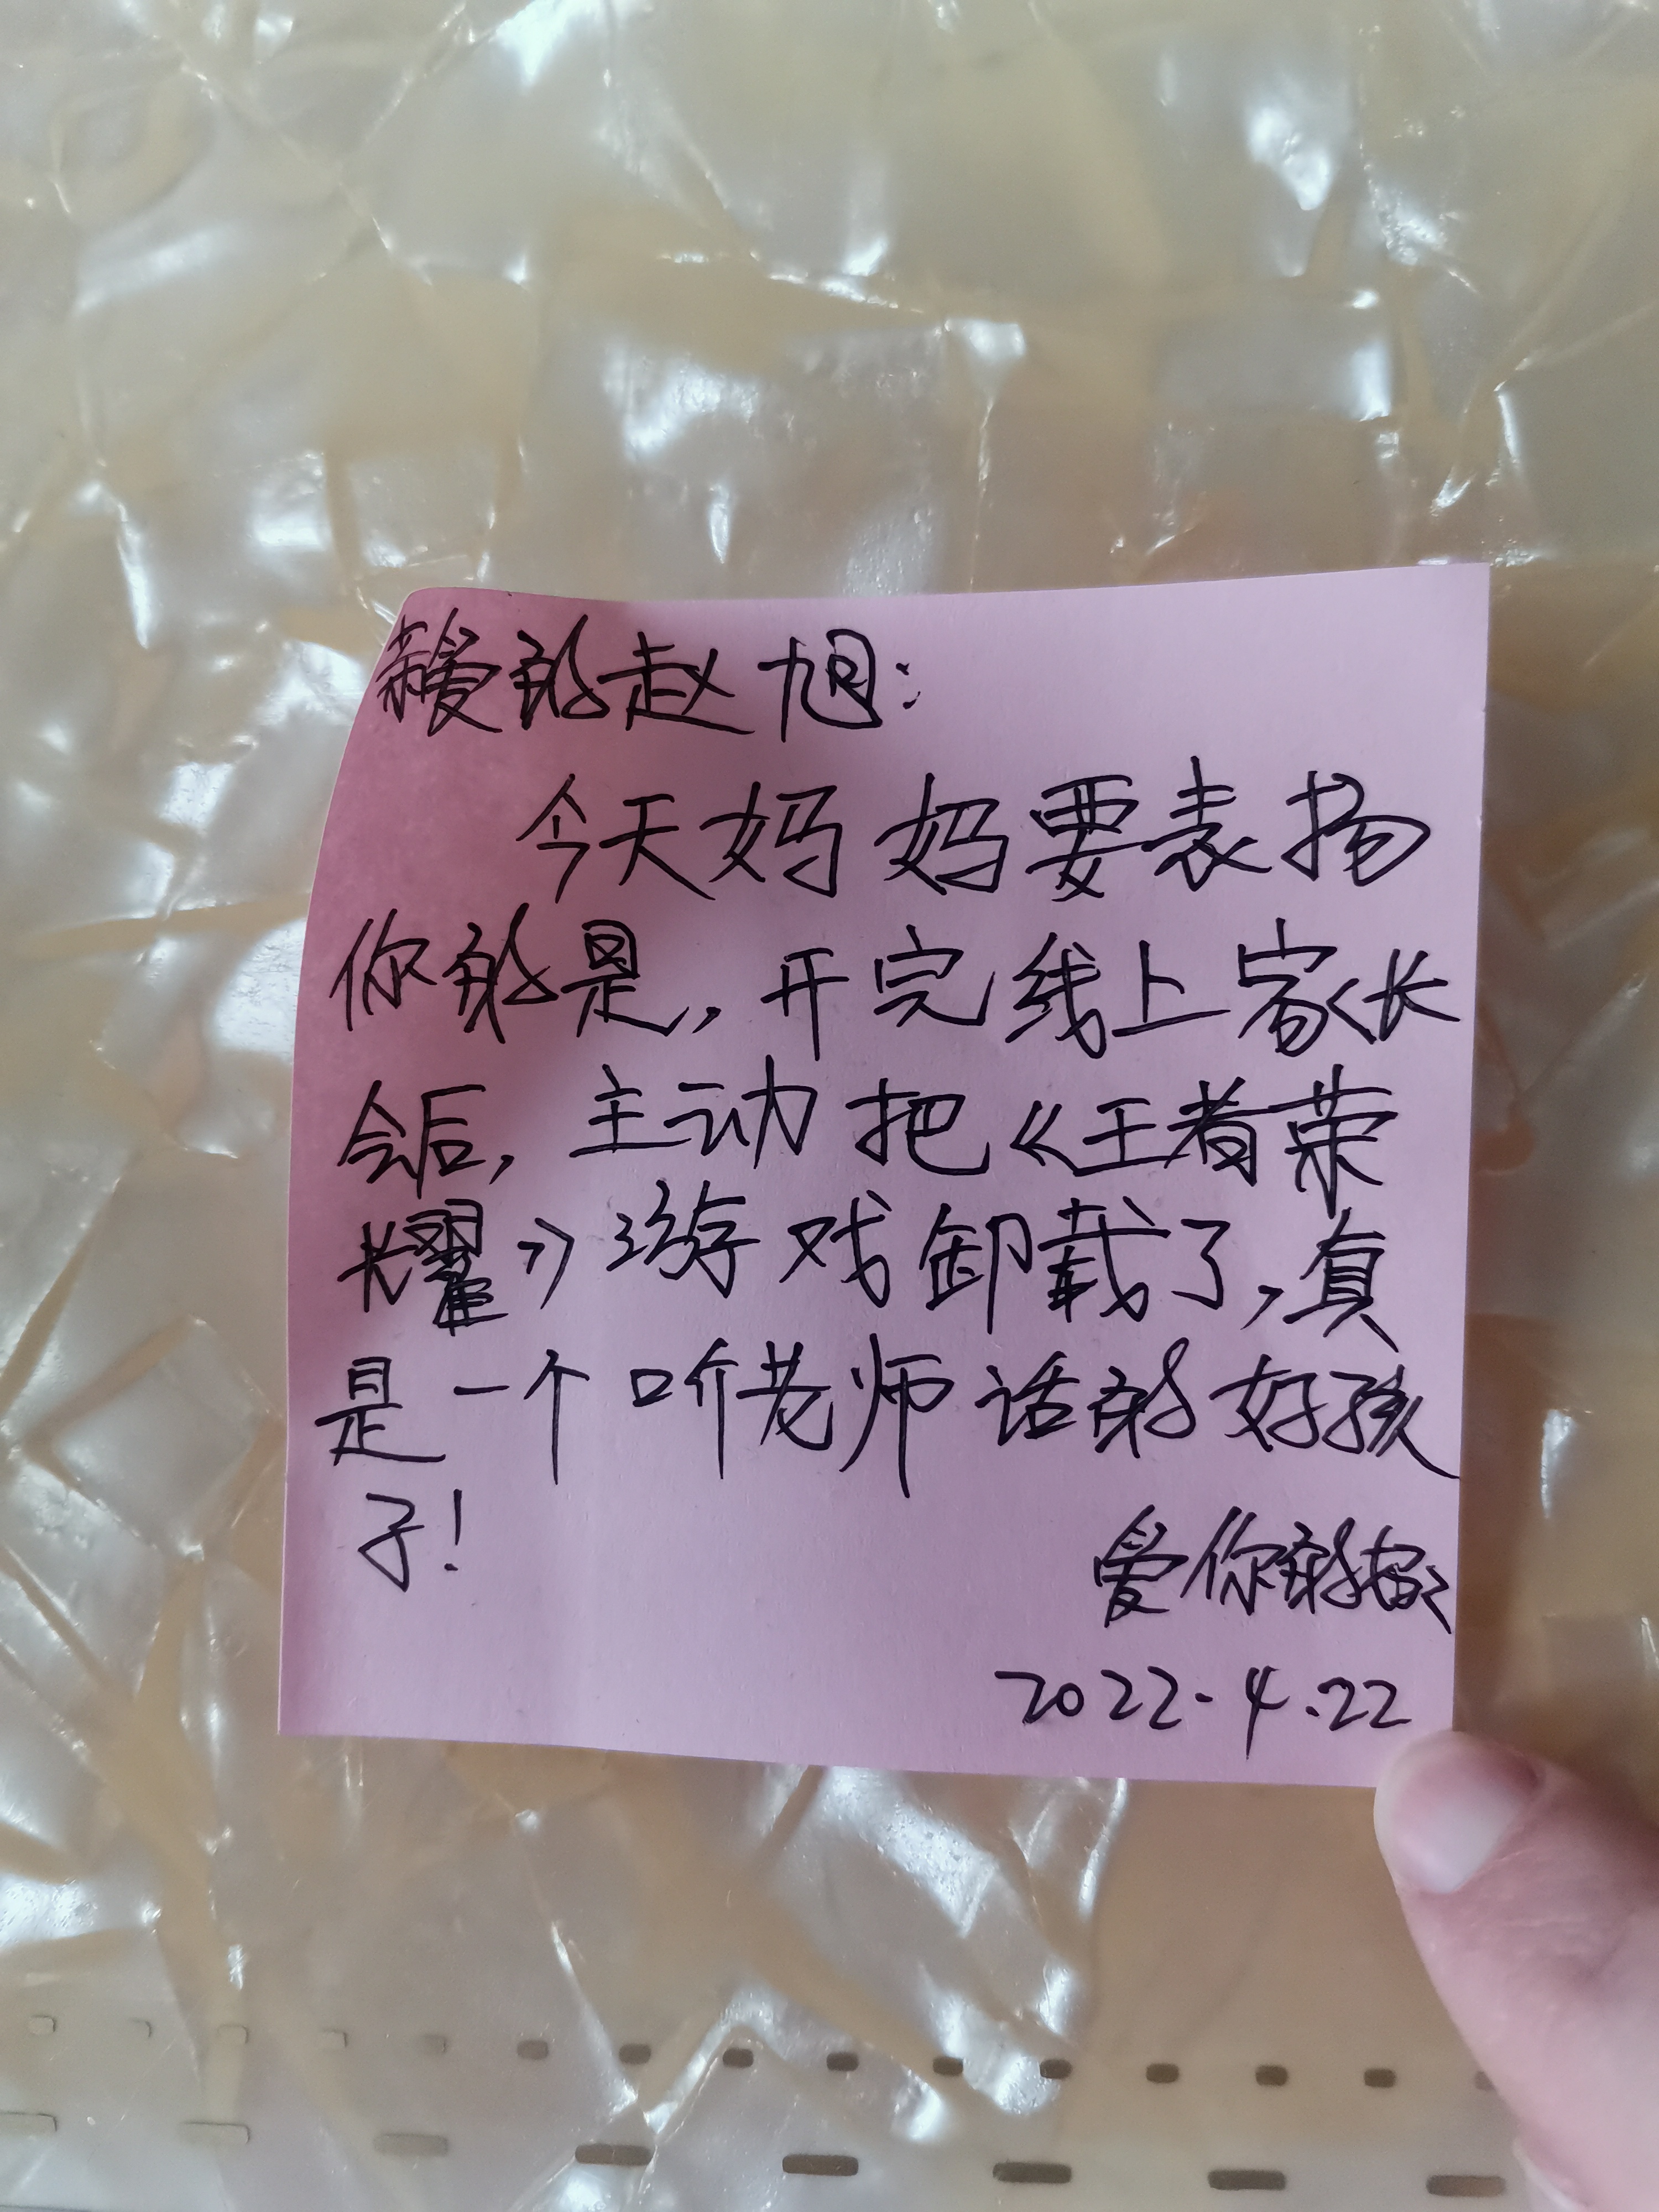 亲爱的赵旭:
今天妈妈要表扬
你的是,开完线上家长
会后,主动把《王者荣
耀》游戏卸载了,真
是一个听老师话的好孩
子!
爱你的妈妈
2022.4.22